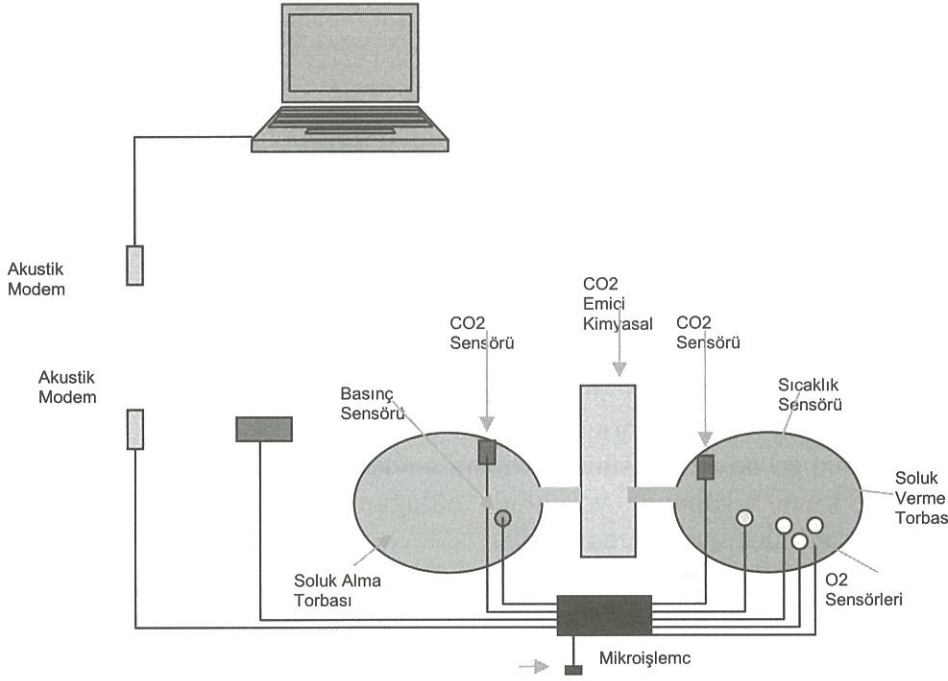 Akustik
Modem
CO2
Emici
Kimyasal
CO2
Sensörü
CO2
Sensörü
Akustik
Modem
Basınç
Sensörü
Sıcaklık
Sensörü
Soluk
Verme
Torbas
Soluk Alma
Torbası
O2
Sensörleri
Mikroişlemc